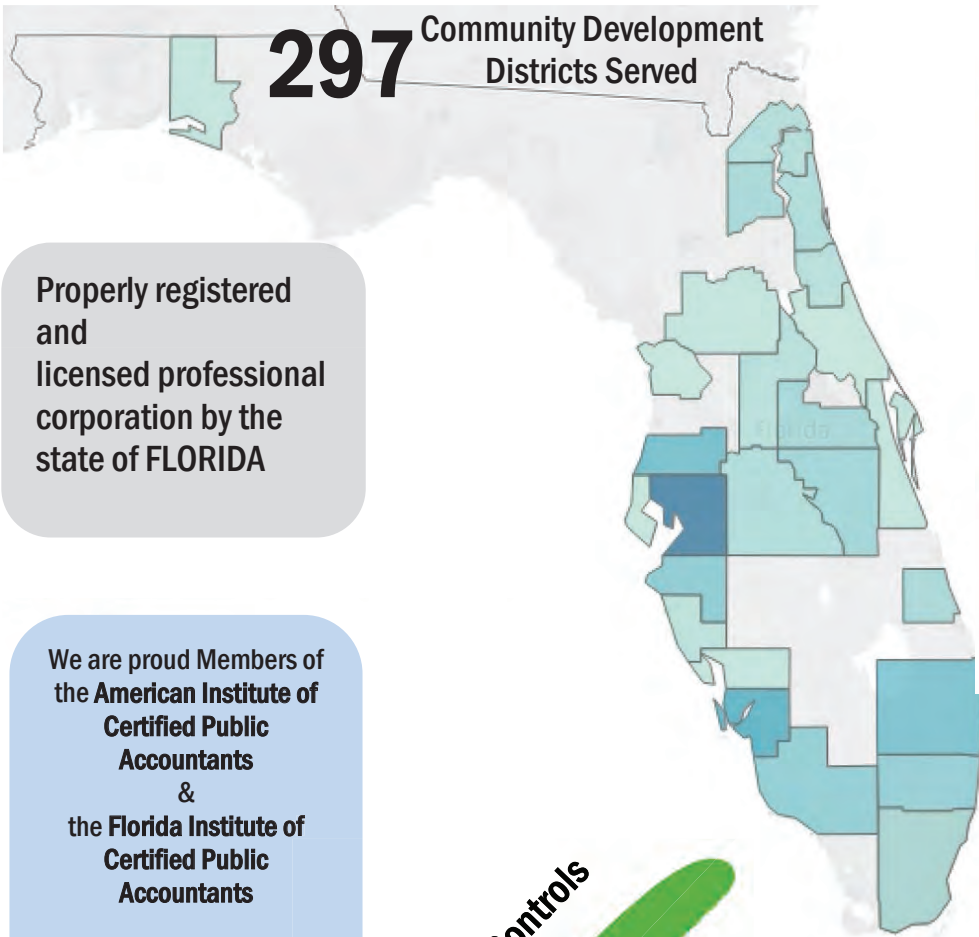 297
Community Development
Districts Served
Properly registered
and
licensed professional
corporation by the
state of FLORIDA
Florida
We are proud Members of
the American Institute of
Certified Public
Accountants
&
the Florida Institute of
Certified Public
Accountants